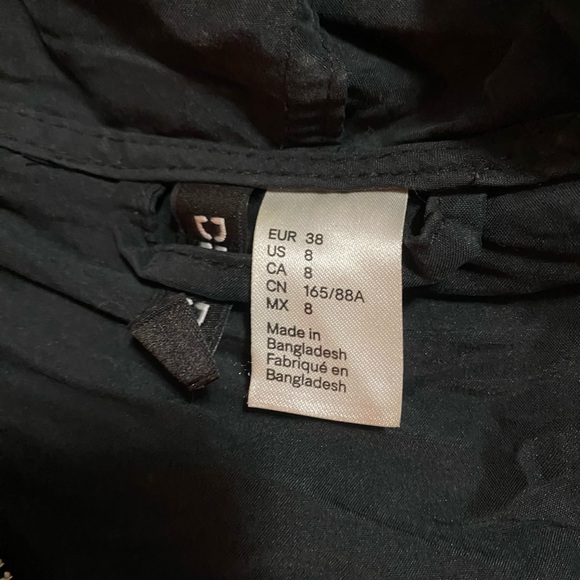 EUR 38
US 8
CA 8
CN 165/88A
MX 8
Made in
Bangladesh
Fabriqué en
Bangladesh